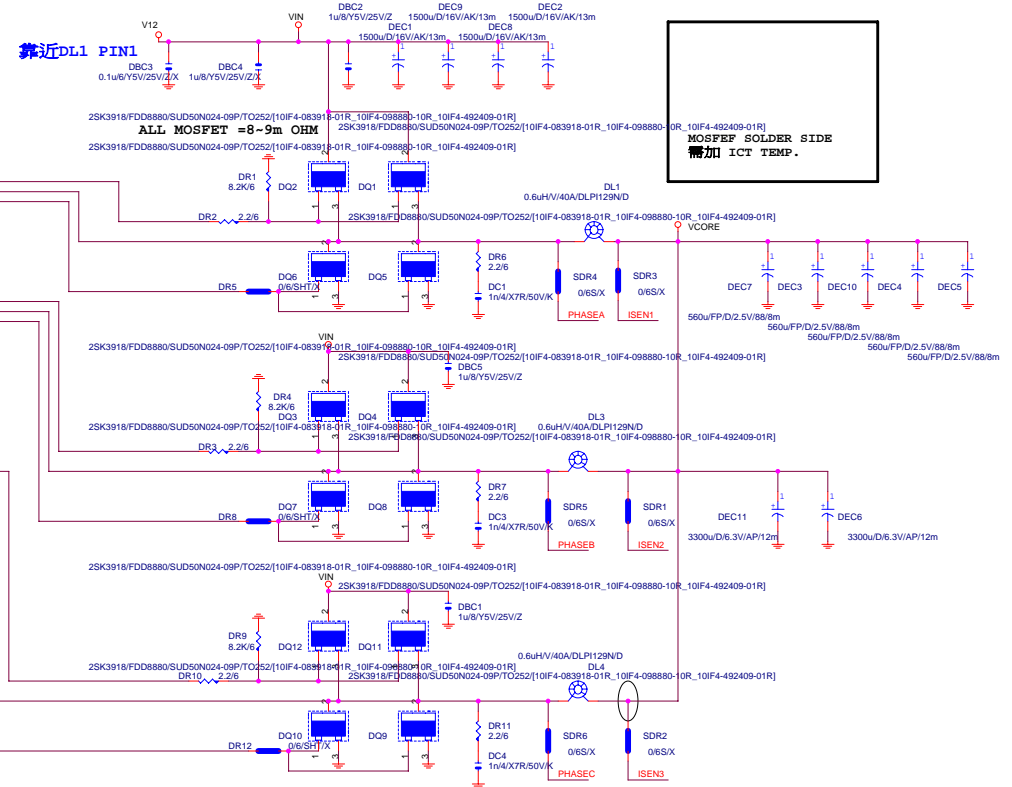 DBC2
DEC9
DEC2
1u/8/Y5V/25V/Z
1500u/D/16V/AK/13m
1500u/D/16V/AK/13m
V12
VIN
DEC1
DEC8
1500u/D/16V/AK/13m
1500u/D/16V/AK/13m
靠近DL1 PIN1
DBC3
DBC4
0.1u/6/Y5V/25V/Z/X
1u/8/Y5V/25V/Z/X
2SK3918/FDD8880/SUD50N024-09P/TO252/[10IF4-083918-01R_10IF4-098880-10R_10IF4-492409-01R]
ALL MOSFET =8~9m OHM
2SK3918/FDD8880/SUD50N024-09P/TO252/[10IF4-083918-01R_10IF4-098880-10R_10IF4-492409-01R]
MOSFEF SOLDER SIDE
需加 ICT TEMP.
2SK3918/FDD8880/SUD50N024-09P/TO252/[10IF4-083918-01R_10IF4-098880-10R_10IF4-492409-01R]
DR1
8.2K/6
DQ2
DQ1
DL1
0.6uH/V/40A/DLPI129N/D
DR2
2.2/6
2SK3918/FDD8880/SUD50N024-09P/TO252/[10IF4-083918-01R_10IF4-098880-10R_10IF4-492409-01R]
VCORE
DR6
2.2/6
DQ6
DQ5
DR5
0/6/SHT/X
DC1
1n/4/X7R/50V/K
SDR4
0/6S/X
SDR3
0/6S/X
PHASEA
ISEN1
DEC7
DEC3
DEC10
DEC4
DEC5
560u/FP/D/2.5V/88/8m
560u/FP/D/2.5V/88/8m
560u/FP/D/2.5V/88/8m
560u/FP/D/2.5V/88/8m
560u/FP/D/2.5V/88/8m
VIN
2SK3918/FDD8880/SUD50N024-09P/TO252/[10IF4-083918-01R_10IF4-098880-10R_10IF4-492409-01R]
2SK3918/FDD8880/SUD50N024-09P/TO252/[10IF4-083918-01R_10IF4-098880-10R_10IF4-492409-01R]
DBC5
1u/8/Y5V/25V/Z
DR4
8.2K/6
DQ3
DQ4
DL3
0.6uH/V/40A/DLPI129N/D
2SK3918/FDD8880/SUD50N024-09P/TO252/[10IF4-083918-01R_10IF4-098880-10R_10IF4-492409-01R]
2SK3918/FDD8880/SUD50N024-09P/TO252/[10IF4-083918-01R_10IF4-098880-10R_10IF4-492409-01R]
DR3
2.2/6
DR7
2.2/6
DQ7
DQ8
DR8
0/6/SHT/X
DC3
1n/4/X7R/50V/K
SDR5
0/6S/X
SDR1
0/6S/X
PHASEB
ISEN2
DEC11
DEC6
3300u/D/6.3V/AP/12m
3300u/D/6.3V/AP/12m
2SK3918/FDD8880/SUD50N024-09P/TO252/[10IF4-083918-01R_10IF4-098880-10R_10IF4-492409-01R]
VIN
2SK3918/FDD8880/SUD50N024-09P/TO252/[10IF4-083918-01R_10IF4-098880-10R_10IF4-492409-01R]
DBC1
1u/8/Y5V/25V/Z
DR9
8.2K/6
DQ12
DQ11
0.6uH/V/40A/DLPI129N/D
DL4
2SK3918/FDD8880/SUD50N024-09P/TO252/[10IF4-083918-01R_10IF4-098880-10R_10IF4-492409-01R]
2SK3918/FDD8880/SUD50N024-09P/TO252/[10IF4-083918-01R_10IF4-098880-10R_10IF4-492409-01R]
DR10
2.2/6
DR11
2.2/6
DQ10
DQ9
DR12
0/6/SHT/X
DC4
1n/4/X7R/50V/K
SDR6
0/6S/X
SDR2
0/6S/X
PHASEC
ISEN3